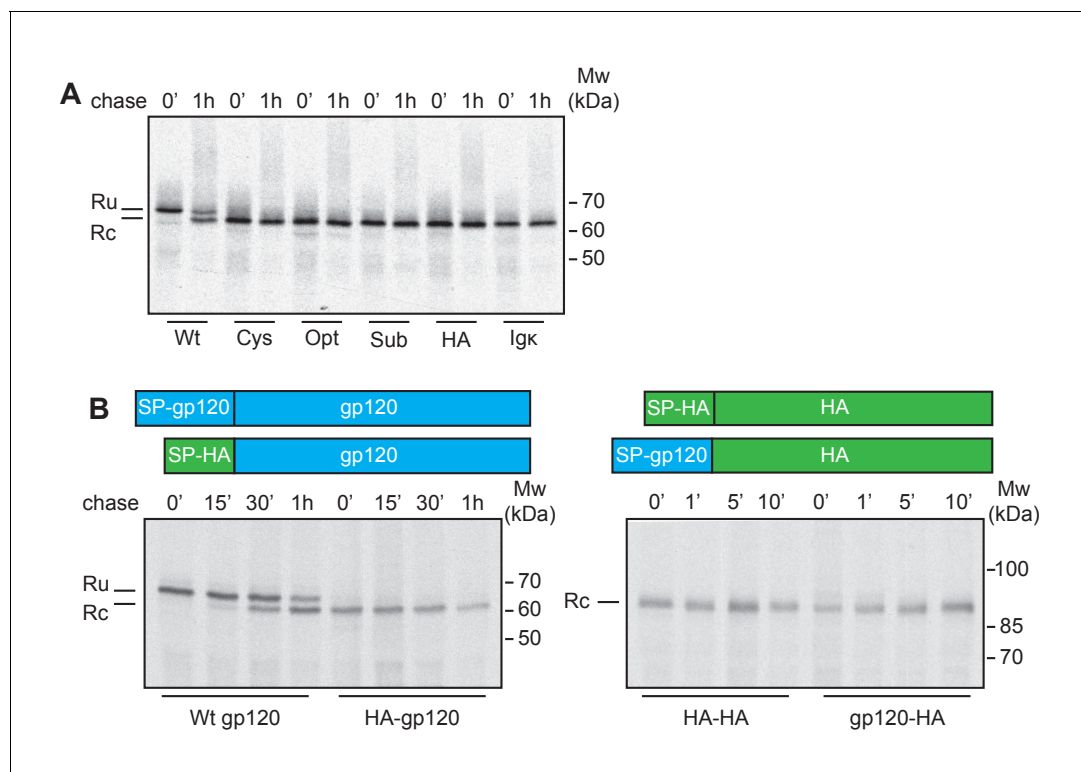 A
chase 0’ 1h 0’ 1h 0’ 1h 0’ 1h 0’ 1h 0’ 1h
Mw
(kDa)
Ru
Rc
70
60
50
Wt Cys Opt Sub HA Igκ
B
SP-gp120 gp120
SP-HA gp120
chase 0’ 15’ 30’ 1h 0’ 15’ 30’ 1h
Mw
(kDa)
Ru
Rc
70
60
50
Wt gp120 HA-gp120
SP-HA HA
SP-gp120 HA
0’ 1’ 5’ 10’ 0’ 1’ 5’ 10’
Mw
(kDa)
Rc
100
85
70
HA-HA gp120-HA